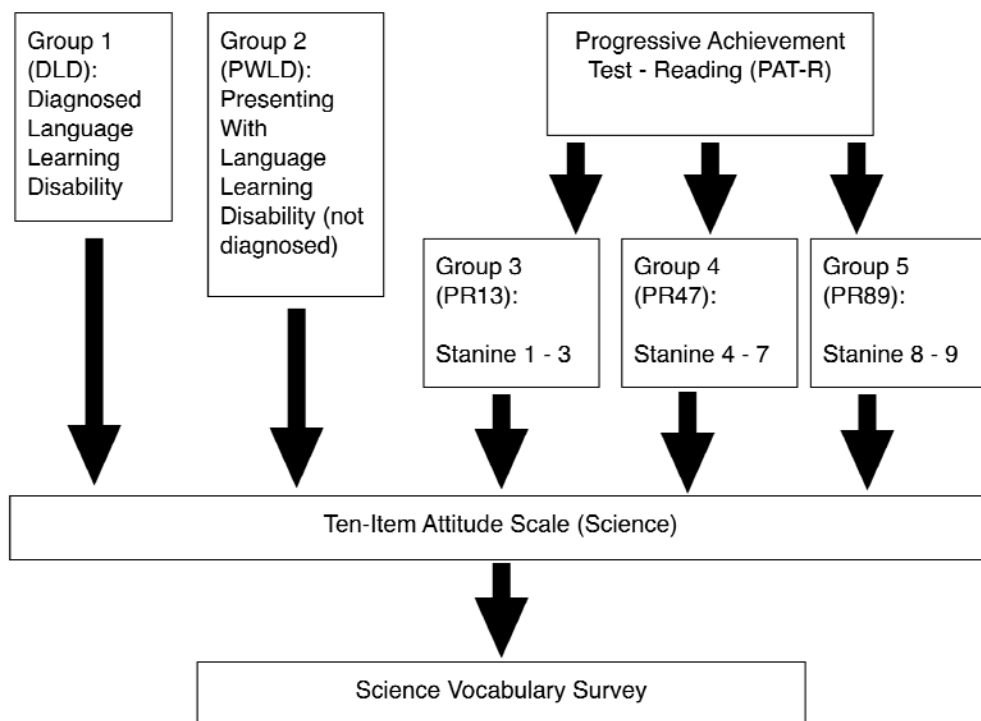 Group 1
(DLD):
Diagnosed
Language
Learning
Disability
Group 2
(PWLD):
Presenting
With
Language
Learning
Disability (not
diagnosed)
Progressive Achievement
Test - Reading (PAT-R)
Group 3
(PR13):
Stanine 1 - 3
Group 4
(PR47):
Stanine 4 - 7
Group 5
(PR89):
Stanine 8 - 9
Ten-Item Attitude Scale (Science)
Science Vocabulary Survey